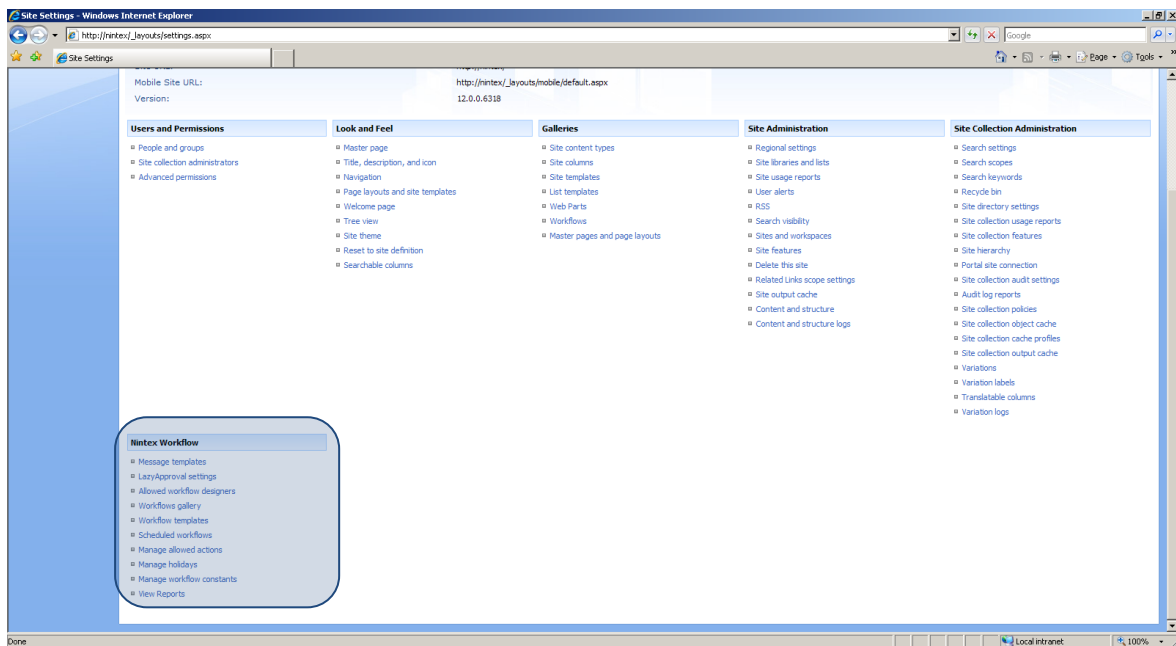 Site Settings - Windows Internet Explorer
http://nintex/_layouts/settings.aspx
Google
Site Settings
Page
Tools
Mobile Site URL: http://nintex/_layouts/mobile/default.aspx
Version: 12.0.0.6318
Users and Permissions
People and groups
Site collection administrators
Advanced permissions
Look and Feel
Master page
Title, description, and icon
Navigation
Page layouts and site templates
Welcome page
Tree view
Site theme
Reset to site definition
Searchable columns
Galleries
Site content types
Site columns
Site templates
List templates
Web Parts
Workflows
Master pages and page layouts
Site Administration
Regional settings
Site libraries and lists
Site usage reports
User alerts
RSS
Search visibility
Sites and workspaces
Site features
Delete this site
Related Links scope settings
Site output cache
Content and structure
Content and structure logs
Site Collection Administration
Search settings
Search scopes
Search keywords
Recycle bin
Site directory settings
Site collection usage reports
Site collection features
Site hierarchy
Portal site connection
Site collection audit settings
Audit log reports
Site collection policies
Site collection object cache
Site collection cache profiles
Site collection output cache
Variations
Variation labels
Translatable columns
Variation logs
Nintex Workflow
Message templates
LazyApproval settings
Allowed workflow designers
Workflows gallery
Workflow templates
Scheduled workflows
Manage allowed actions
Manage holidays
Manage workflow constants
View Reports
Done
Local intranet
100%